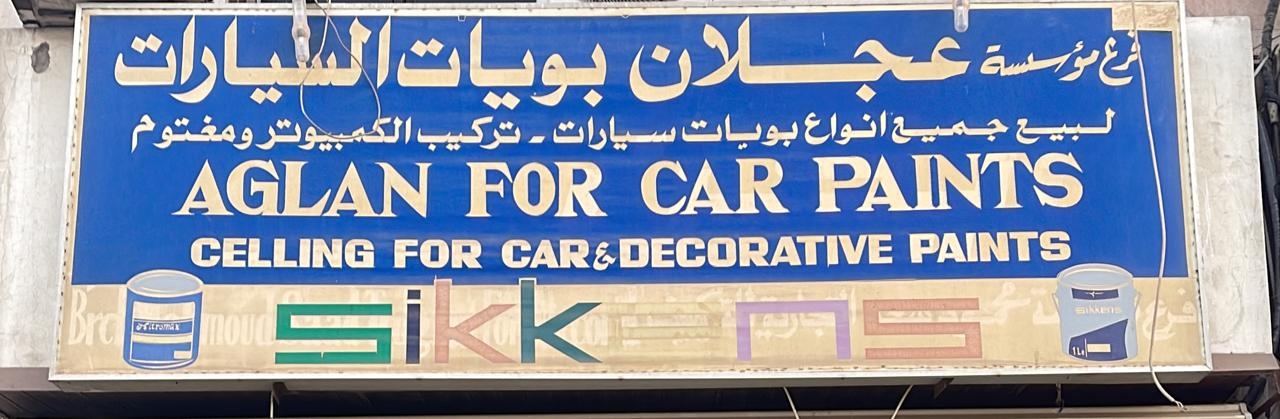 فرع مؤسسة عجلان بويات السيارات
لبيع جميع انواع بويات سيارات - تركيب الكمبيوتر ومغتوم
AGLAN FOR CAR PAINTS
CELLING FOR CAR & DECORATIVE PAINTS
sikkens
sikkens